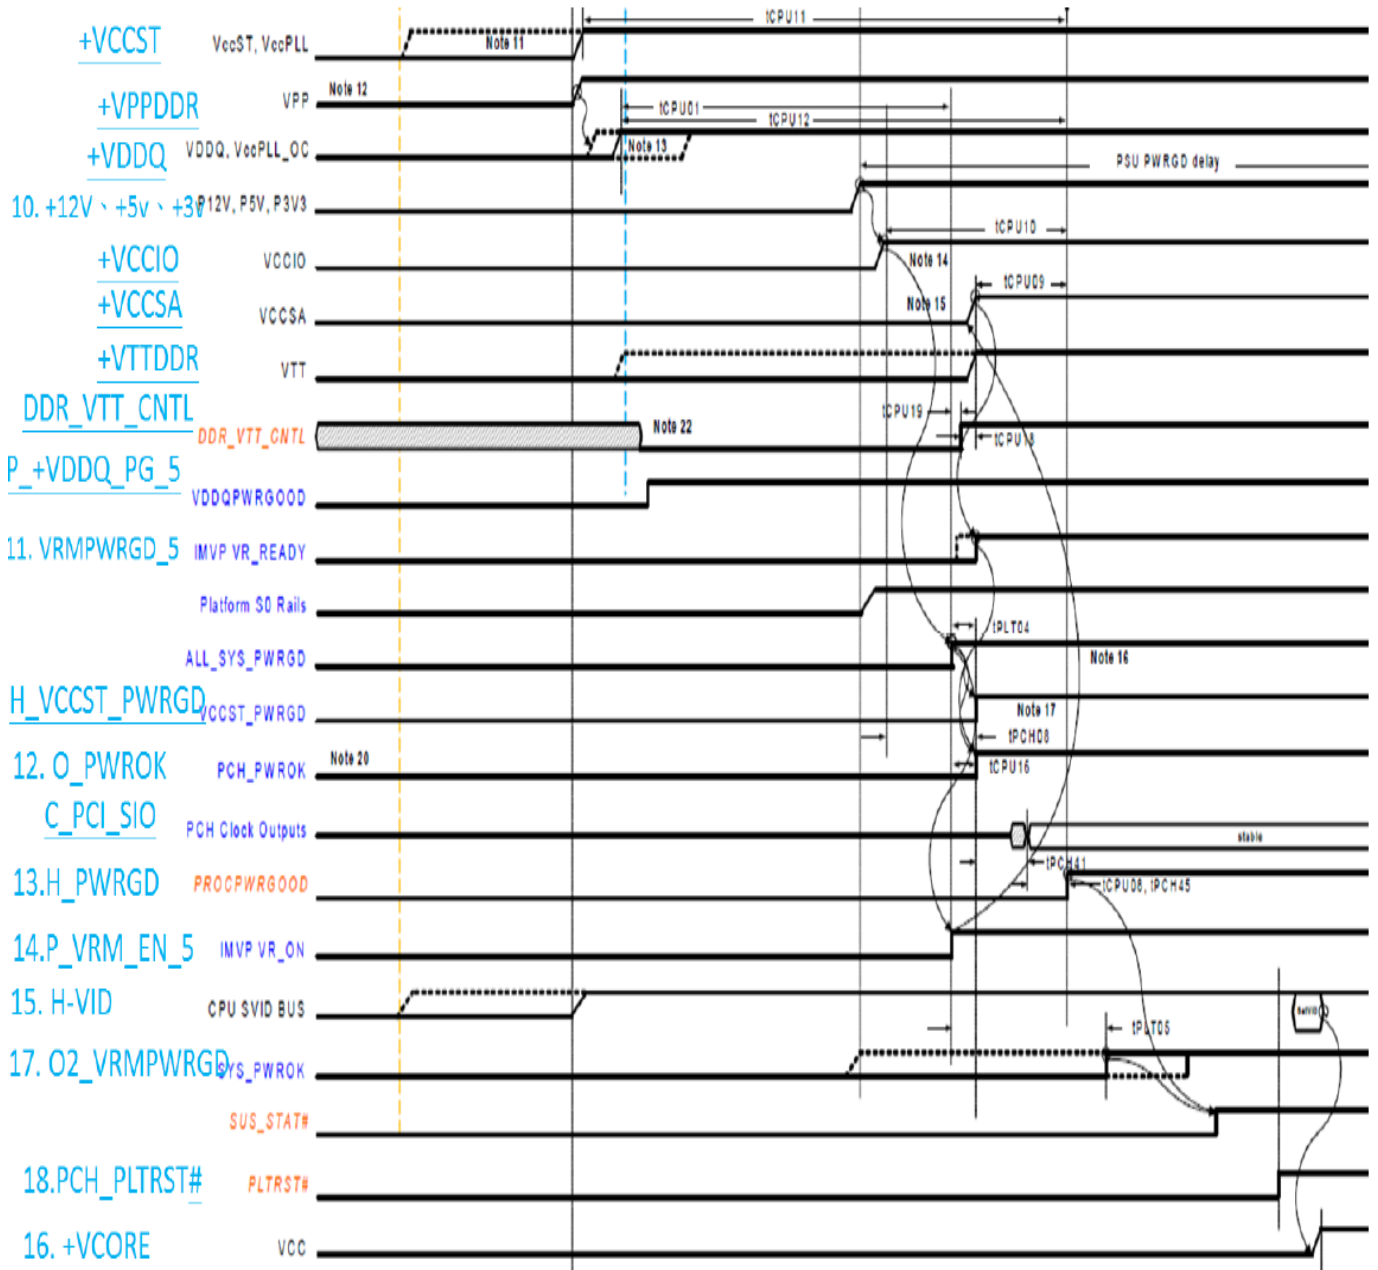 tCPU11
+VCCST VccST, VccPLL Note 11
Note 12
+VPPDDR VPP
tCPU01
tCPU12
+VDDQ VDDQ, VccPLL_OC Note 13
PSU PWRGD delay
10. +12V、+5v、+3v P12V, P5V, P3V3
tCPU10
+VCCIO VCCIO Note 14
tCPU09
+VCCSA VCCSA Note 15
+VTTDDR VTT
DDR_VTT_CNTL DDR_VTT_CNTL Note 22 tCPU19
tCPU18
P_+VDDQ_PG_5 VDDQPWRGOOD
11. VRMPWRGD_5 IMVP VR_READY
Platform S0 Rails
tPLT04
ALL_SYS_PWRGD Note 16
H_VCCST_PWRGD VCCST_PWRGD Note 17
tPCH08
12. O_PWROK PCH_PWROK Note 20 tCPU16
C_PCI_SIO PCH Clock Outputs stable
tPCH41
13.H_PWRGD PROCPWRGOOD tCPU08, tPCH45
14.P_VRM_EN_5 IMVP VR_ON
15. H-VID CPU SVID BUS
tPLT05
17. O2_VRMPWRGD SYS_PWROK
SUS_STAT#
18.PCH_PLTRST# PLTRST#
16. +VCORE VCC